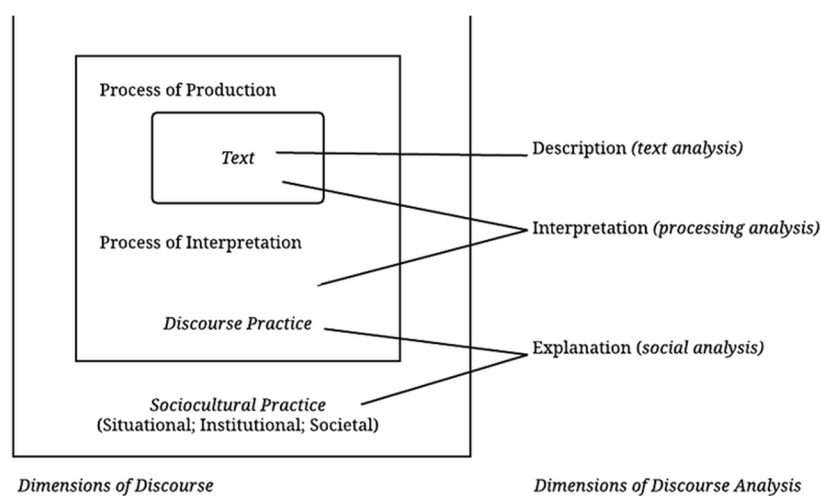 Process of Production
Text
Description (text analysis)
Interpretation (processing analysis)
Process of Interpretation
Discourse Practice
Explanation (social analysis)
Sociocultural Practice
(Situational; Institutional; Societal)
Dimensions of Discourse
Dimensions of Discourse Analysis